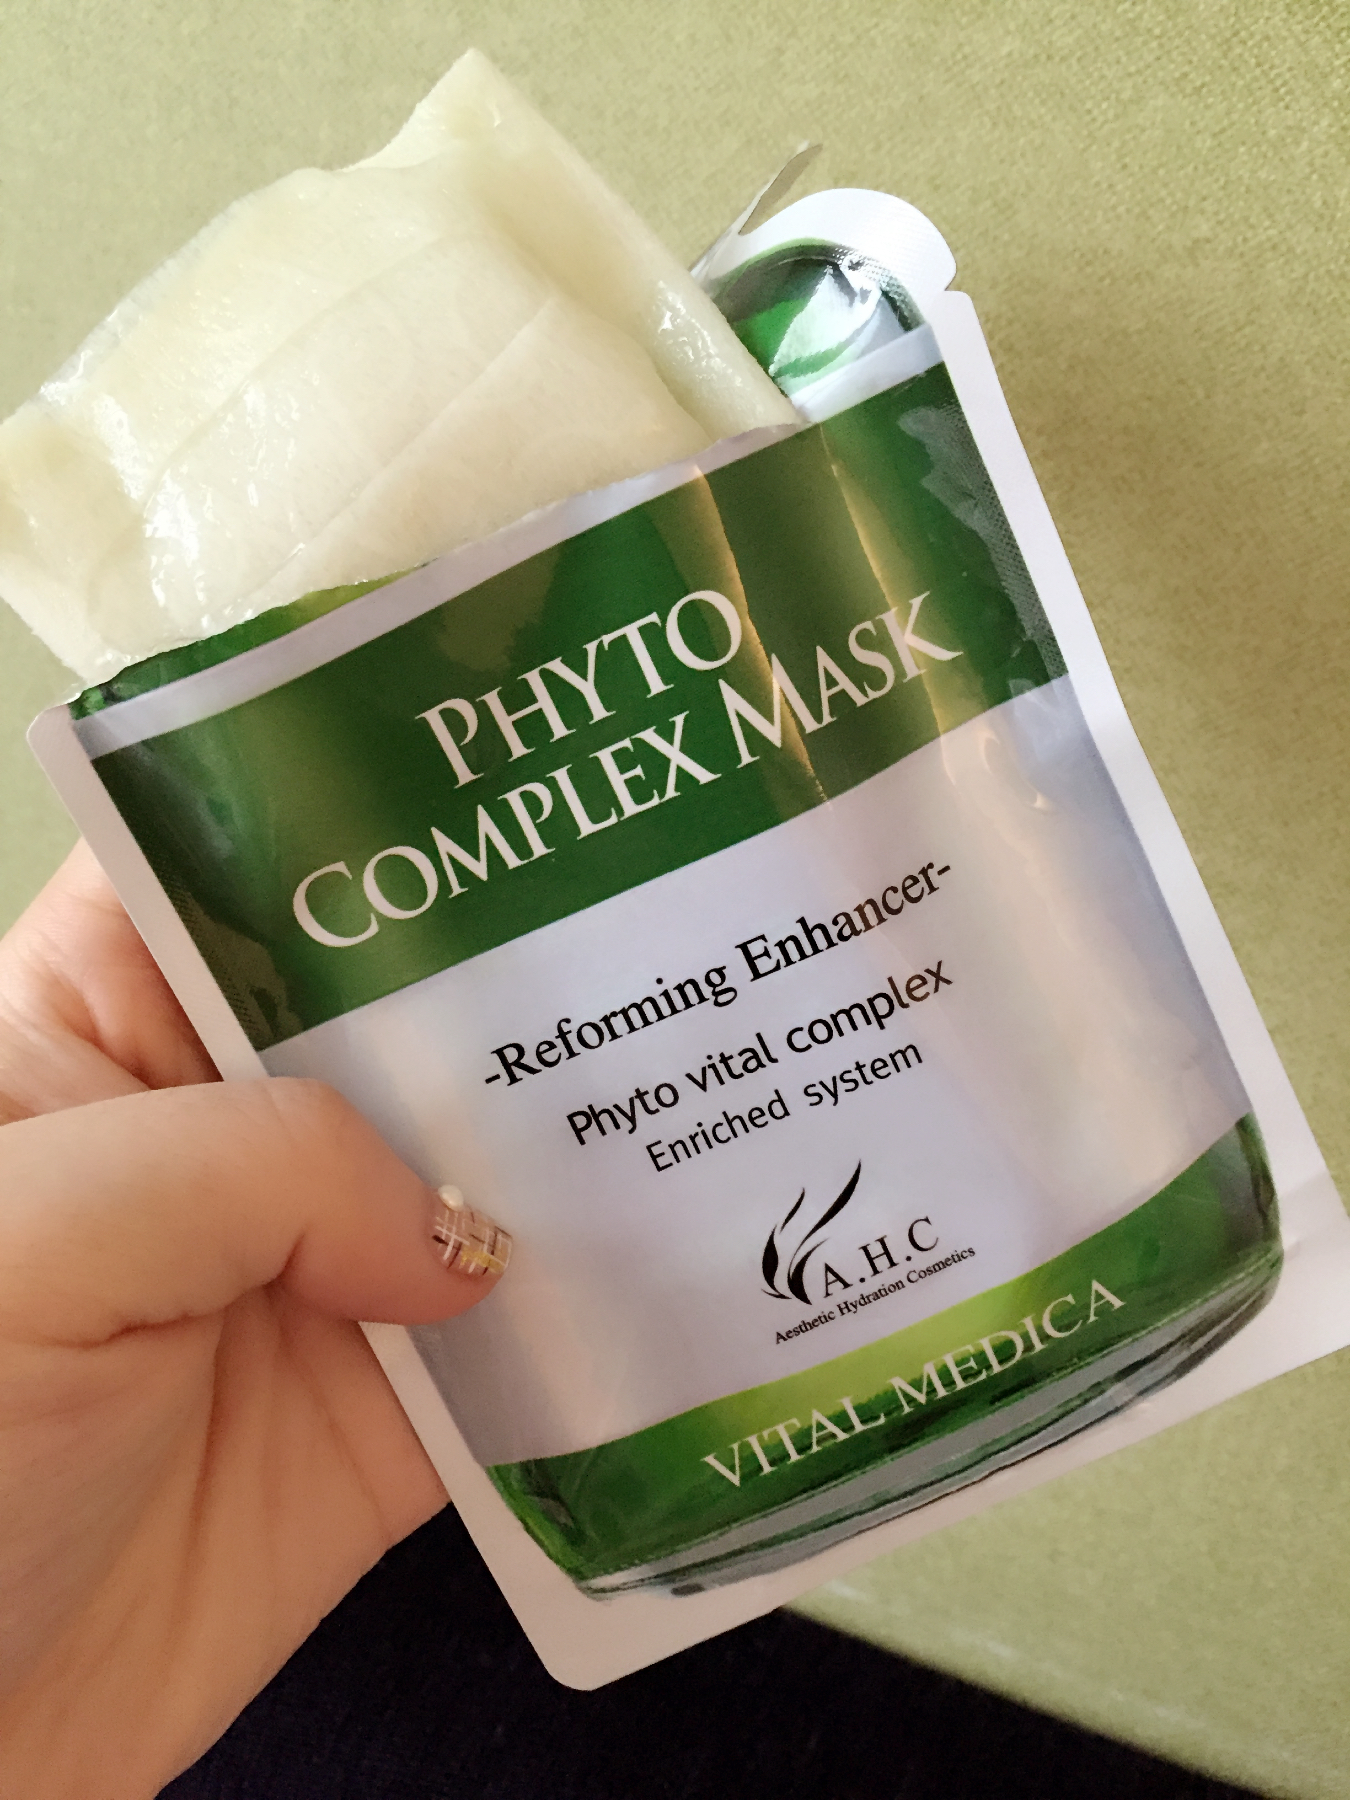 PHYTO
COMPLEX MASK
-Reforming Enhancer-
Phyto vital complex
Enriched system
A.H.C
Aesthetic Hydration Cosmetics
VITAL MEDICA